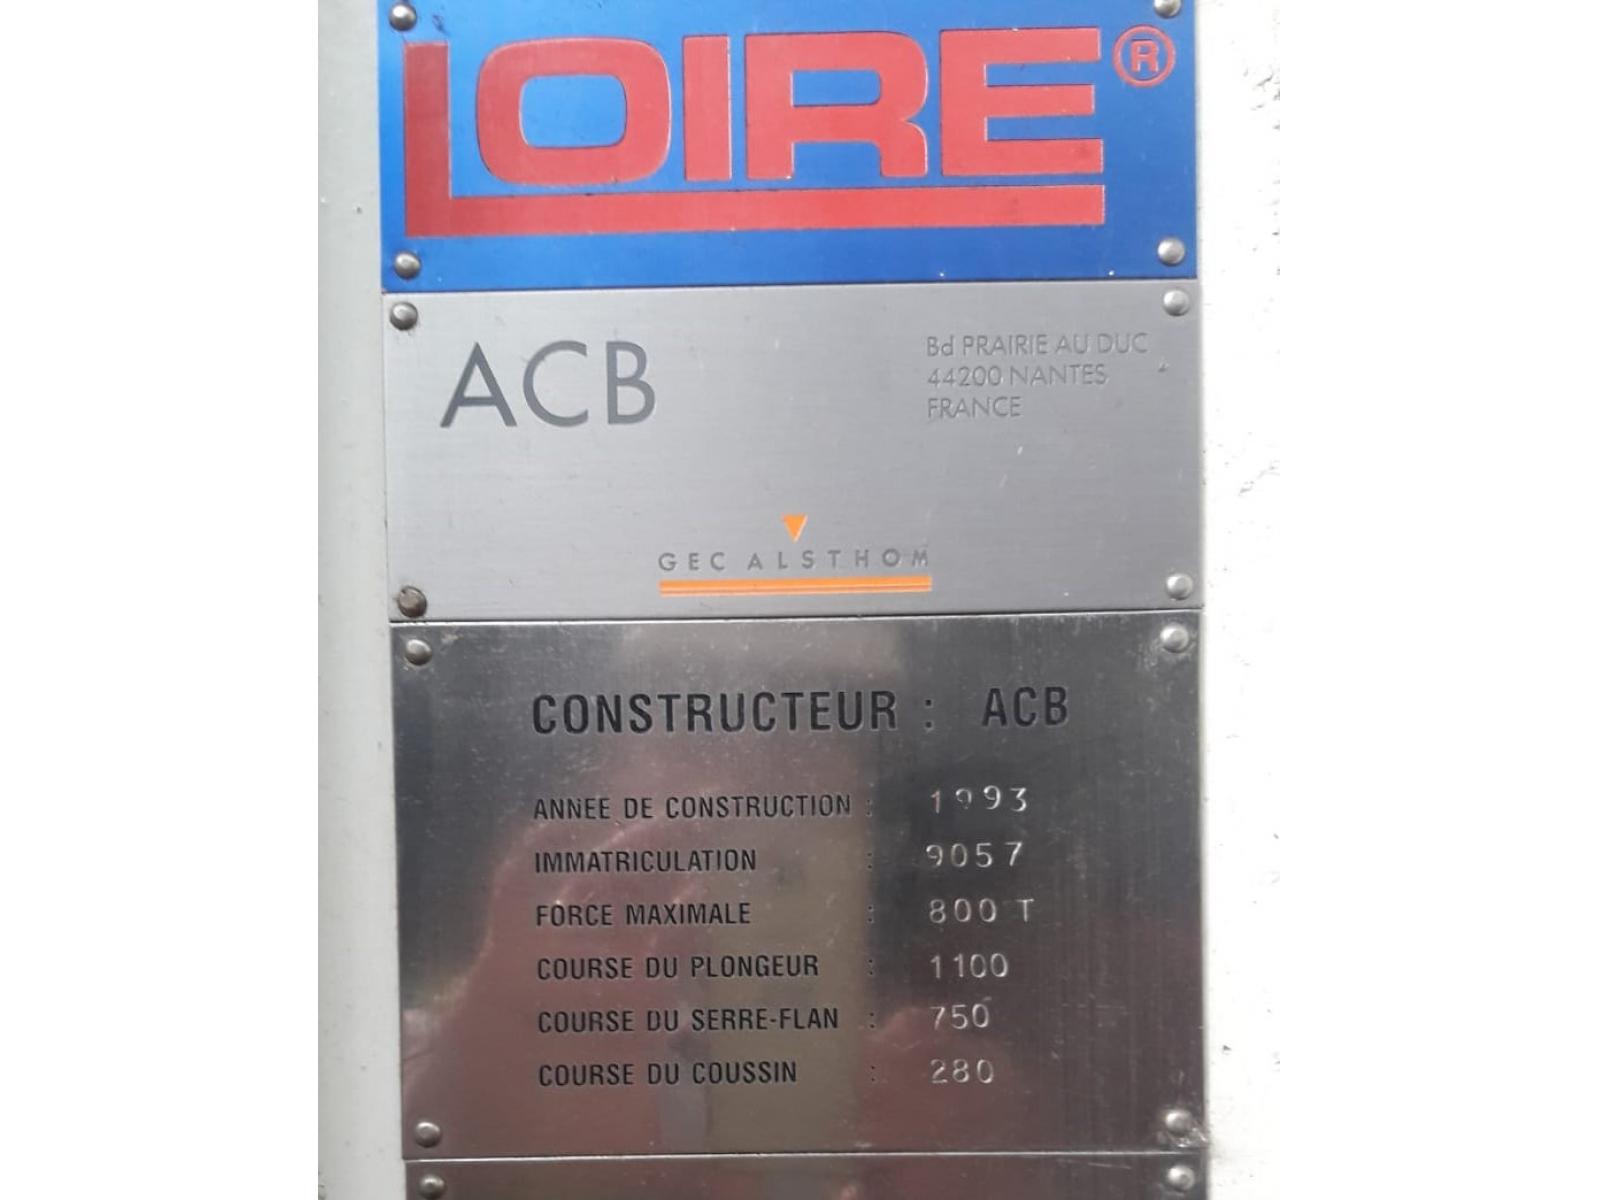 LOIRE®
ACB
Bd PRAIRIE AU DUC
44200 NANTES
FRANCE
GEC ALSTHOM
CONSTRUCTEUR : ACB
ANNEE DE CONSTRUCTION : 1993
IMMATRICULATION : 9057
FORCE MAXIMALE : 800 T
COURSE DU PLONGEUR : 1100
COURSE DU SERRE-FLAN : 750
COURSE DU COUSSIN : 280